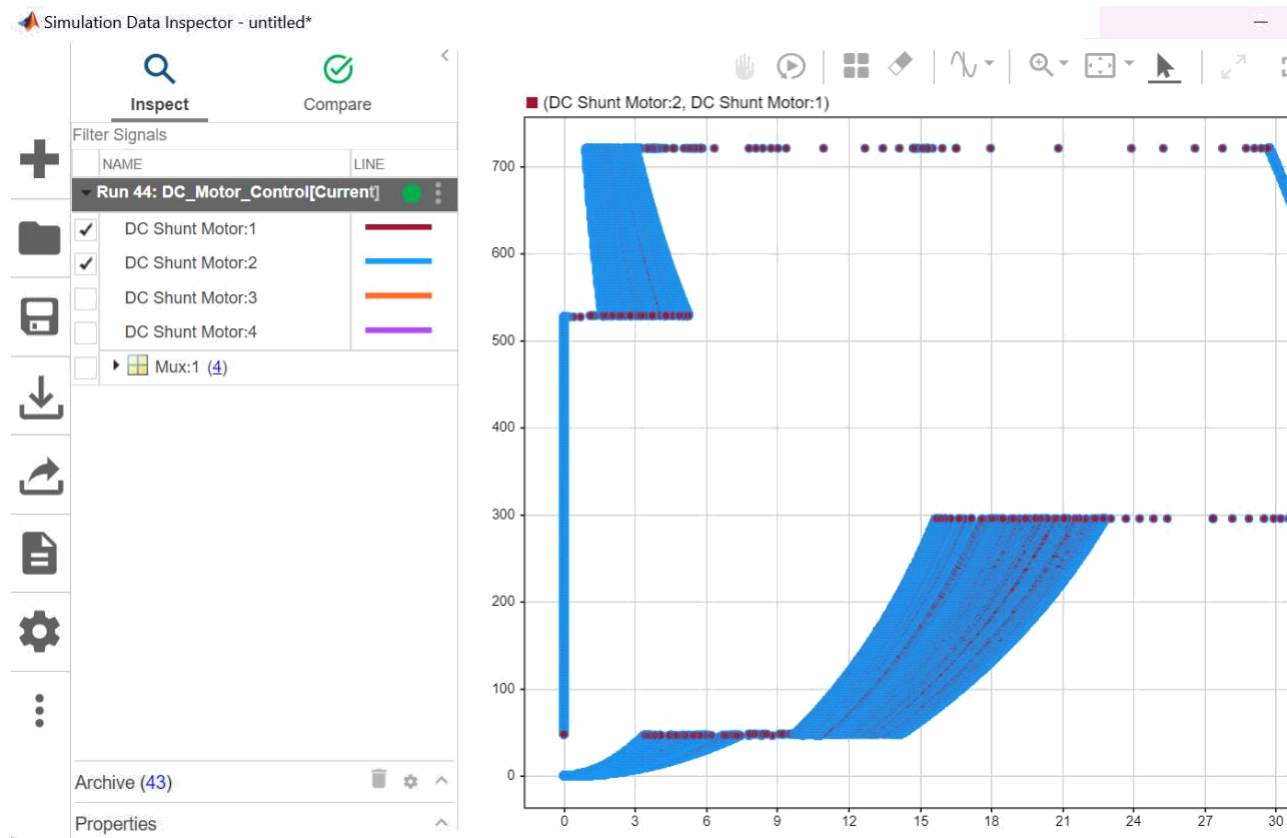 Simulation Data Inspector - untitled*
Inspect
Compare
Filter Signals
NAME
LINE
Run 44: DC_Motor_Control[Current]
DC Shunt Motor:1
DC Shunt Motor:2
DC Shunt Motor:3
DC Shunt Motor:4
Mux:1 (4)
Archive (43)
Properties
(DC Shunt Motor:2, DC Shunt Motor:1)
700
600
500
400
300
200
100
0
0 3 6 9 12 15 18 21 24 27 30